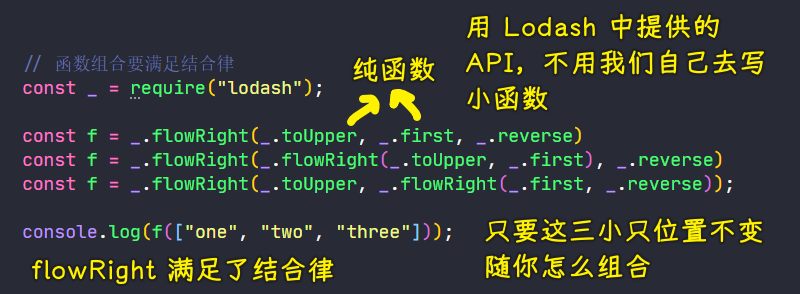 用 Lodash 中提供的
API，不用我们自己去写
小函数
// 函数组合要满足结合律
纯函数
const _ = require("lodash");
const f = _.flowRight(_.toUpper, _.first, _.reverse)
const f = _.flowRight(_.flowRight(_.toUpper, _.first), _.reverse)
const f = _.flowRight(_.toUpper, _.flowRight(_.first, _.reverse));
console.log(f(["one", "two", "three"]));
只要这三小只位置不变
随你怎么组合
flowRight 满足了结合律